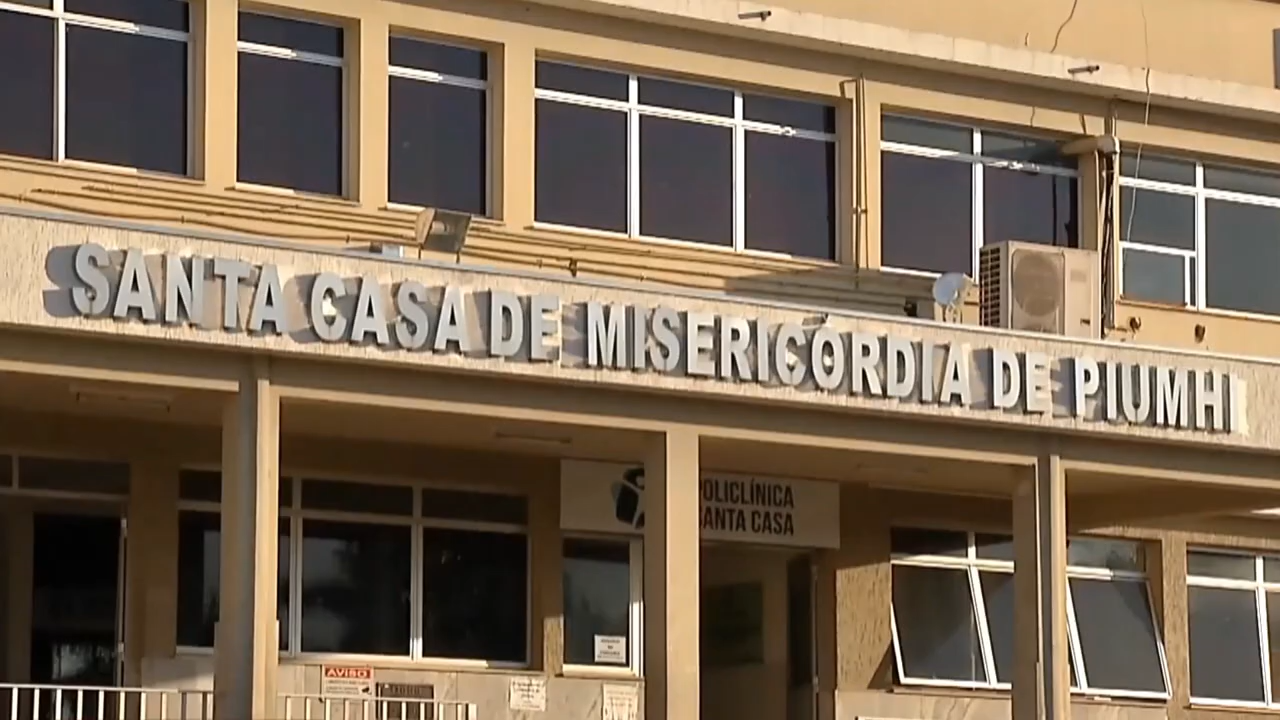 SANTA CASA DE MISERICÓRDIA DE PIUMHI
POLICLÍNICA
SANTA CASA
AVISO